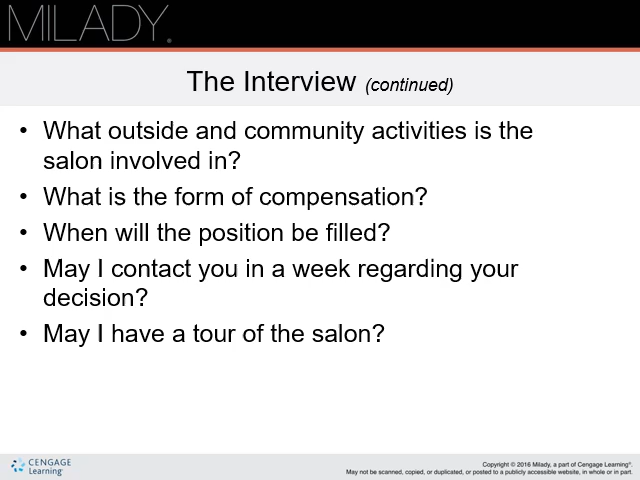 MILADY.
The Interview (continued)
• What outside and community activities is the
salon involved in?
• What is the form of compensation?
• When will the position be filled?
• May I contact you in a week regarding your
decision?
• May I have a tour of the salon?
CENGAGE
Learning
Copyright © 2016 Milady, a part of Cengage Learning®.
May not be scanned, copied, or duplicated, or posted to a publicly accessible website, in whole or in part.